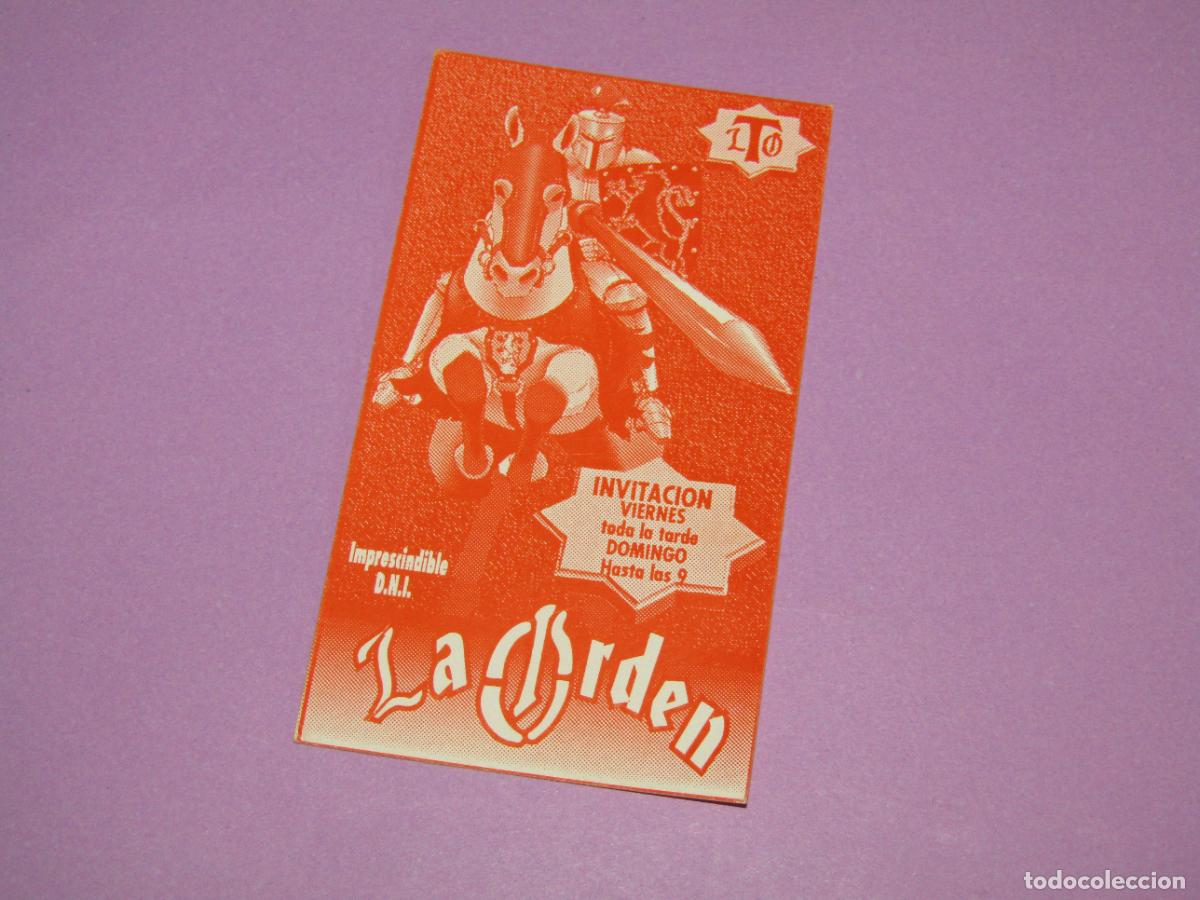 LTO
INVITACION
VIERNES
toda la tarde
DOMINGO
Hasta las 9
Imprescindible
D.N.I.
La Orden
todocoleccion